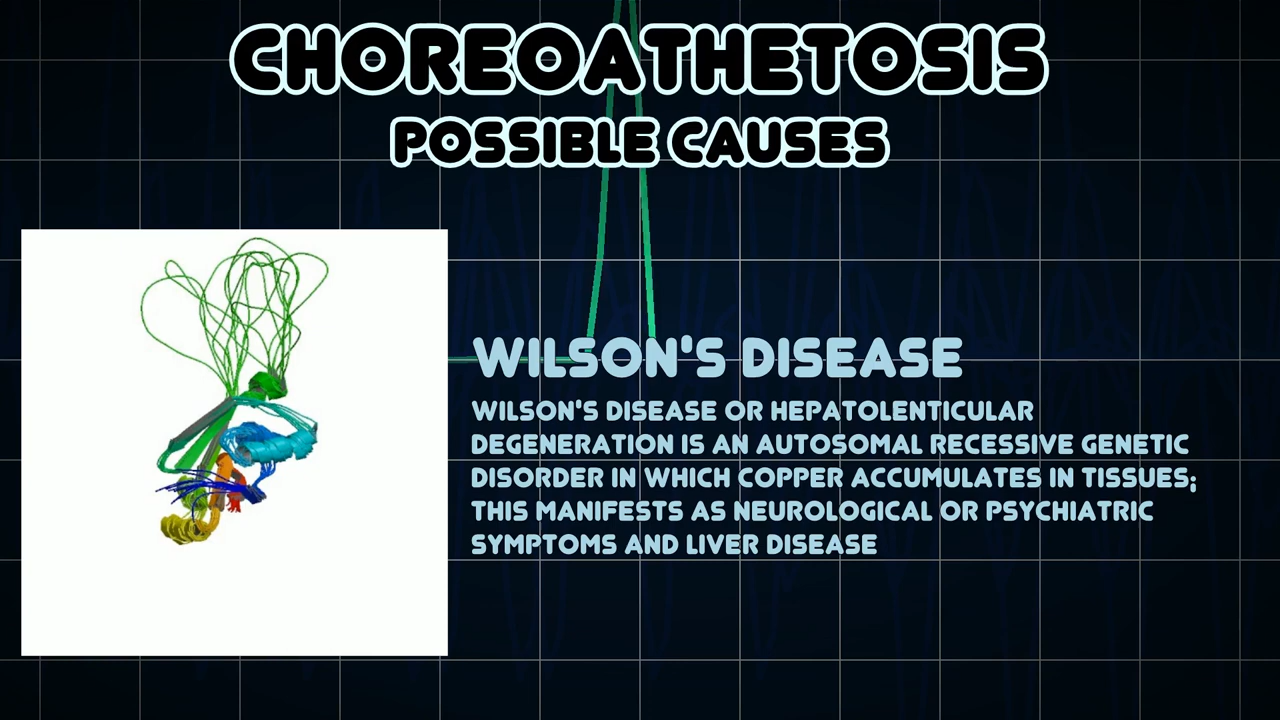 CHOREOATHETOSIS
POSSIBLE CAUSES
WILSON'S DISEASE
WILSON'S DISEASE OR HEPATOLENTICULAR
DEGENERATION IS AN AUTOSOMAL RECESSIVE GENETIC
DISORDER IN WHICH COPPER ACCUMULATES IN TISSUES;
THIS MANIFESTS AS NEUROLOGICAL OR PSYCHIATRIC
SYMPTOMS AND LIVER DISEASE